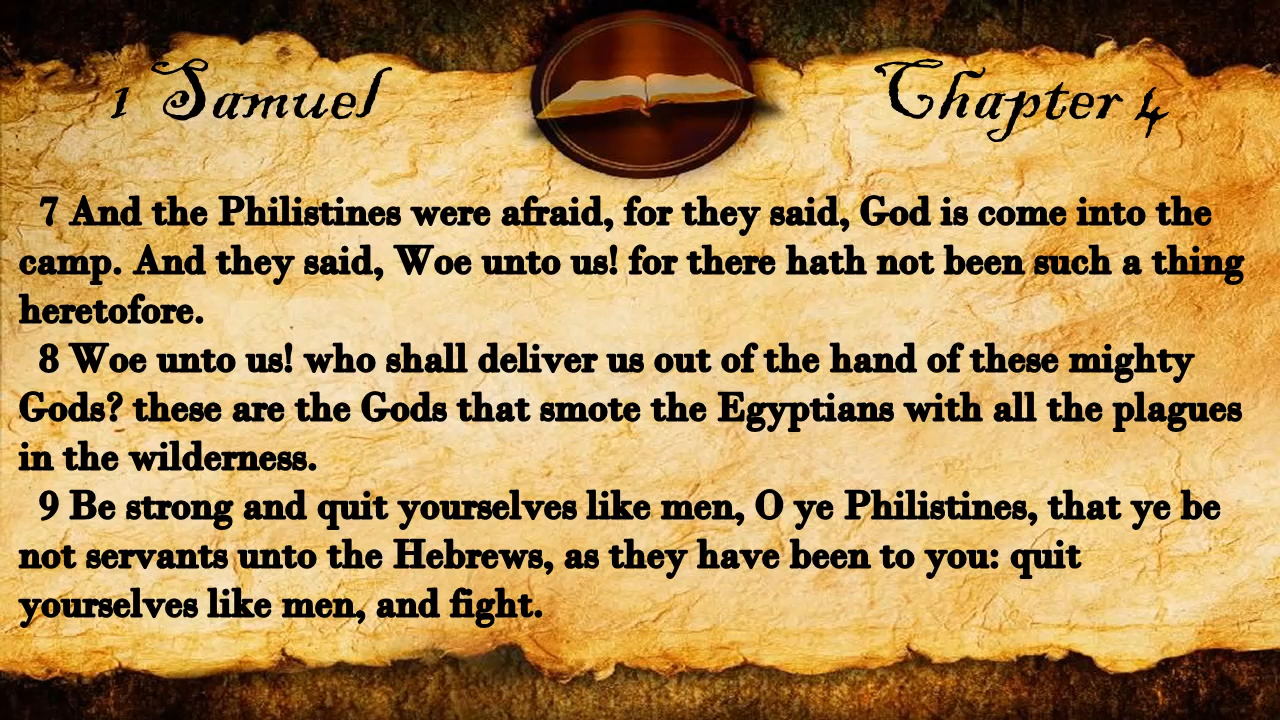 1 Samuel Chapter 4
7 And the Philistines were afraid, for they said, God is come into the
camp. And they said, Woe unto us! for there hath not been such a thing
heretofore.
8 Woe unto us! who shall deliver us out of the hand of these mighty
Gods? these are the Gods that smote the Egyptians with all the plagues
in the wilderness.
9 Be strong and quit yourselves like men, O ye Philistines, that ye be
not servants unto the Hebrews, as they have been to you: quit
yourselves like men, and fight.